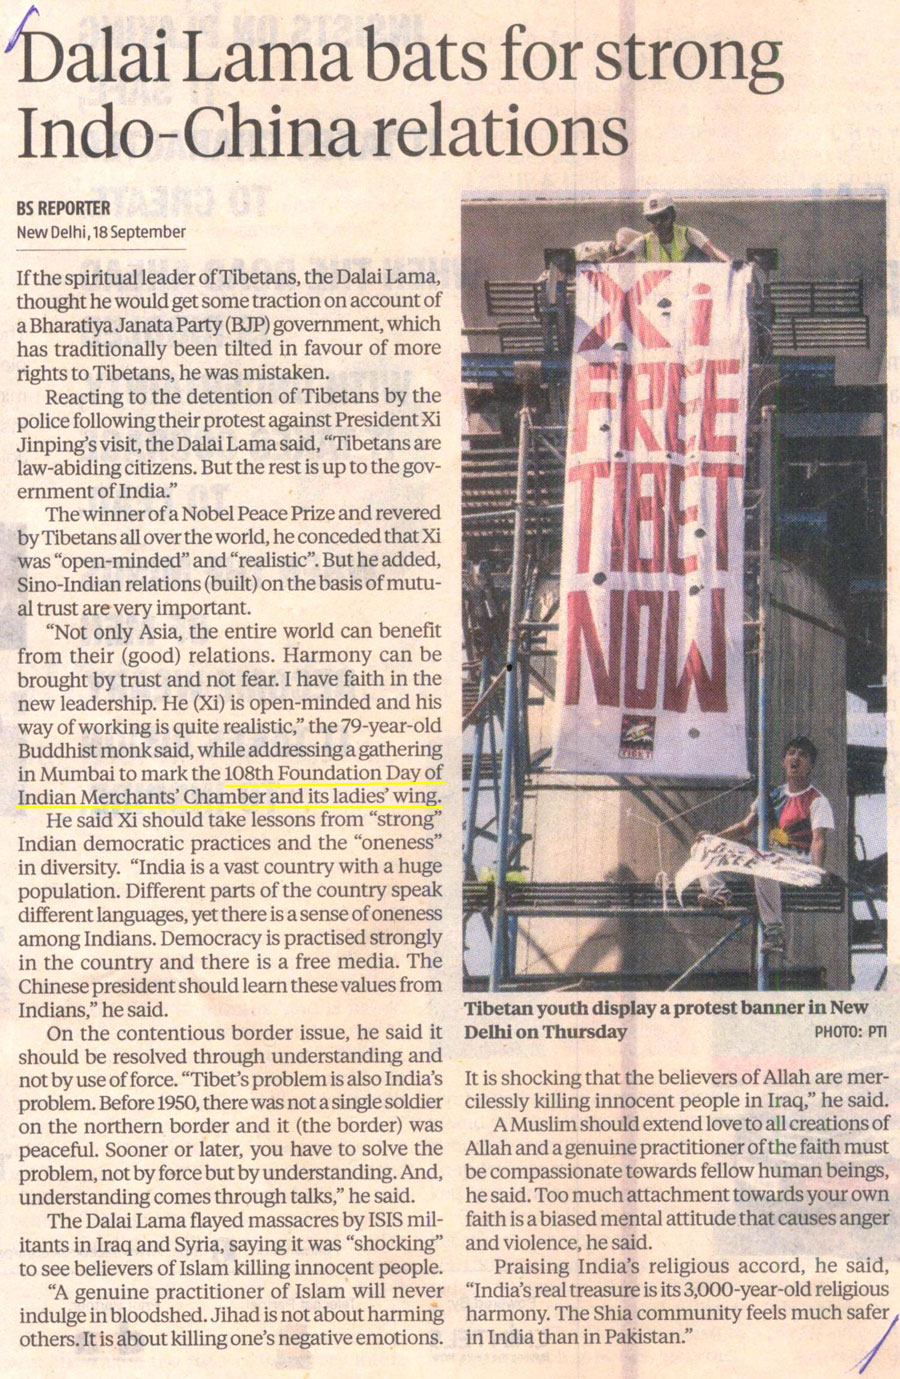 Dalai Lama bats for strong
Indo-China relations
BS REPORTER
New Delhi, 18 September
If the spiritual leader of Tibetans, the Dalai Lama,
thought he would get some traction on account of
a Bharatiya Janata Party (BJP) government, which
has traditionally been tilted in favour of more
rights to Tibetans, he was mistaken.
Reacting to the detention of Tibetans by the
police following their protest against President Xi
Jinping's visit, the Dalai Lama said, “Tibetans are
law-abiding citizens. But the rest is up to the gov-
ernment of India.”
The winner of a Nobel Peace Prize and revered
by Tibetans all over the world, he conceded that Xi
was “open-minded” and “realistic”. But he added,
Sino-Indian relations (built) on the basis of mutu-
al trust are very important.
“Not only Asia, the entire world can benefit
from their (good) relations. Harmony can be
brought by trust and not fear. I have faith in the
new leadership. He (Xi) is open-minded and his
way of working is quite realistic,” the 79-year-old
Buddhist monk said, while addressing a gathering
in Mumbai to mark the 108th Foundation Day of
Indian Merchants’ Chamber and its ladies’ wing.
He said Xi should take lessons from “strong”
Indian democratic practices and the “oneness”
in diversity. “India is a vast country with a huge
population. Different parts of the country speak
different languages, yet there is a sense of oneness
among Indians. Democracy is practised strongly
in the country and there is a free media. The
Chinese president should learn these values from
Indians,” he said.
On the contentious border issue, he said it
should be resolved through understanding and
not by use of force. “Tibet’s problem is also India’s
problem. Before 1950, there was not a single soldier
on the northern border and it (the border) was
peaceful. Sooner or later, you have to solve the
problem, not by force but by understanding. And,
understanding comes through talks,” he said.
The Dalai Lama flayed massacres by ISIS mil-
itants in Iraq and Syria, saying it was “shocking”
to see believers of Islam killing innocent people.
“A genuine practitioner of Islam will never
indulge in bloodshed. Jihad is not about harming
others. It is about killing one’s negative emotions.
Xi
FREE
TIBET
NOW
Tibetan youth display a protest banner in New
Delhi on Thursday PHOTO: PTI
It is shocking that the believers of Allah are mer-
cilessly killing innocent people in Iraq,” he said.
A Muslim should extend love to all creations of
Allah and a genuine practitioner of the faith must
be compassionate towards fellow human beings,
he said. Too much attachment towards your own
faith is a biased mental attitude that causes anger
and violence, he said.
Praising India’s religious accord, he said,
“India’s real treasure is its 3,000-year-old religious
harmony. The Shia community feels much safer
in India than in Pakistan.”